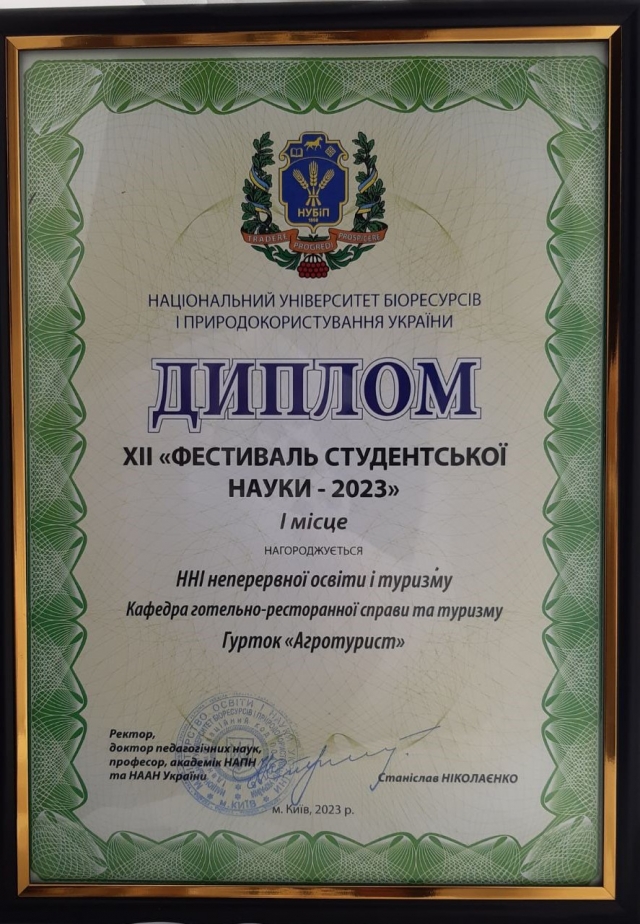 НУБіП
TRADERE PROGREDI PROSPICERE
НАЦІОНАЛЬНИЙ УНІВЕРСИТЕТ БІОРЕСУРСІВ
І ПРИРОДОКОРИСТУВАННЯ УКРАЇНИ
ДИПЛОМ
XII «ФЕСТИВАЛЬ СТУДЕНТСЬКОЇ
НАУКИ - 2023»
І місце
НАГОРОДЖУЄТЬСЯ
ННІ неперервної освіти і туризму
Кафедра готельно-ресторанної справи та туризму
Гурток «Агротурист»
Ректор,
доктор педагогічних наук,
професор, академік НАПН
та НААН України
Станіслав НІКОЛАЄНКО
м. Київ, 2023 р.